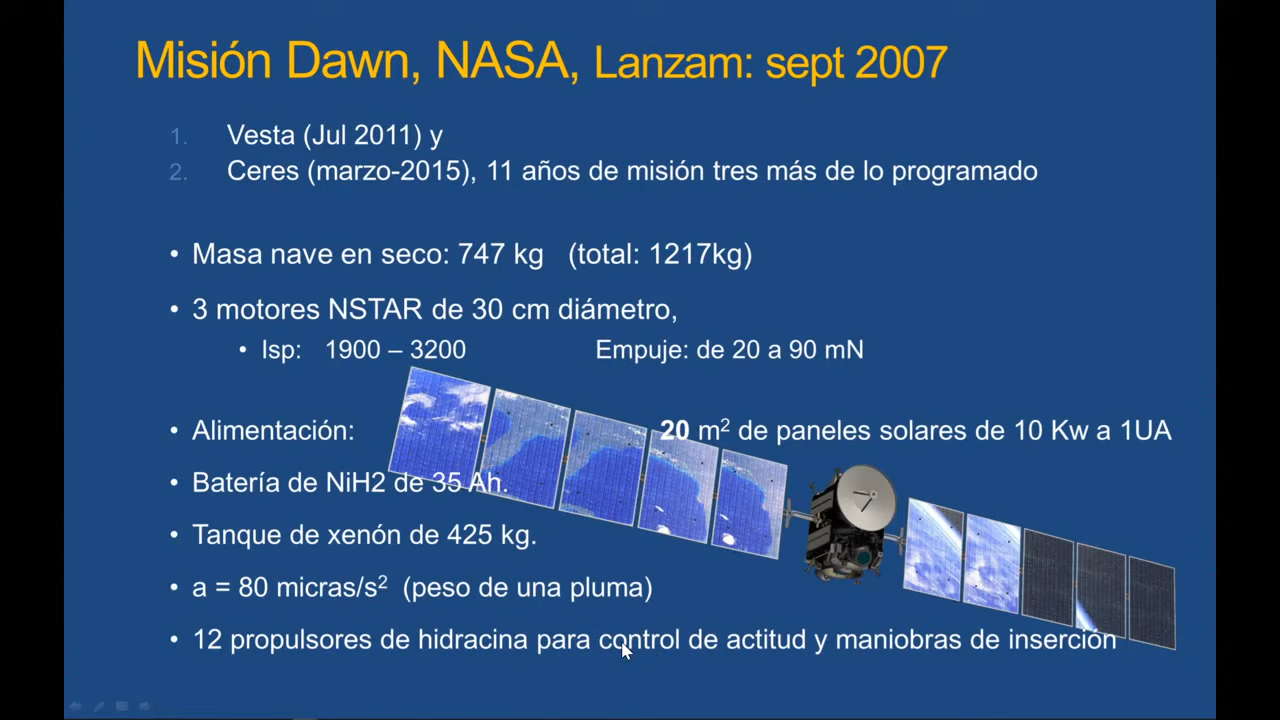 Misión Dawn, NASA, Lanzam: sept 2007
1. Vesta (Jul 2011) y
2. Ceres (marzo-2015), 11 años de misión tres más de lo programado
• Masa nave en seco: 747 kg (total: 1217kg)
• 3 motores NSTAR de 30 cm diámetro,
• Isp: 1900 – 3200 Empuje: de 20 a 90 mN
• Alimentación: 20 m² de paneles solares de 10 Kw a 1UA
• Batería de NiH2 de 35 Ah.
• Tanque de xenón de 425 kg.
• a = 80 micras/s² (peso de una pluma)
• 12 propulsores de hidracina para control de actitud y maniobras de inserción